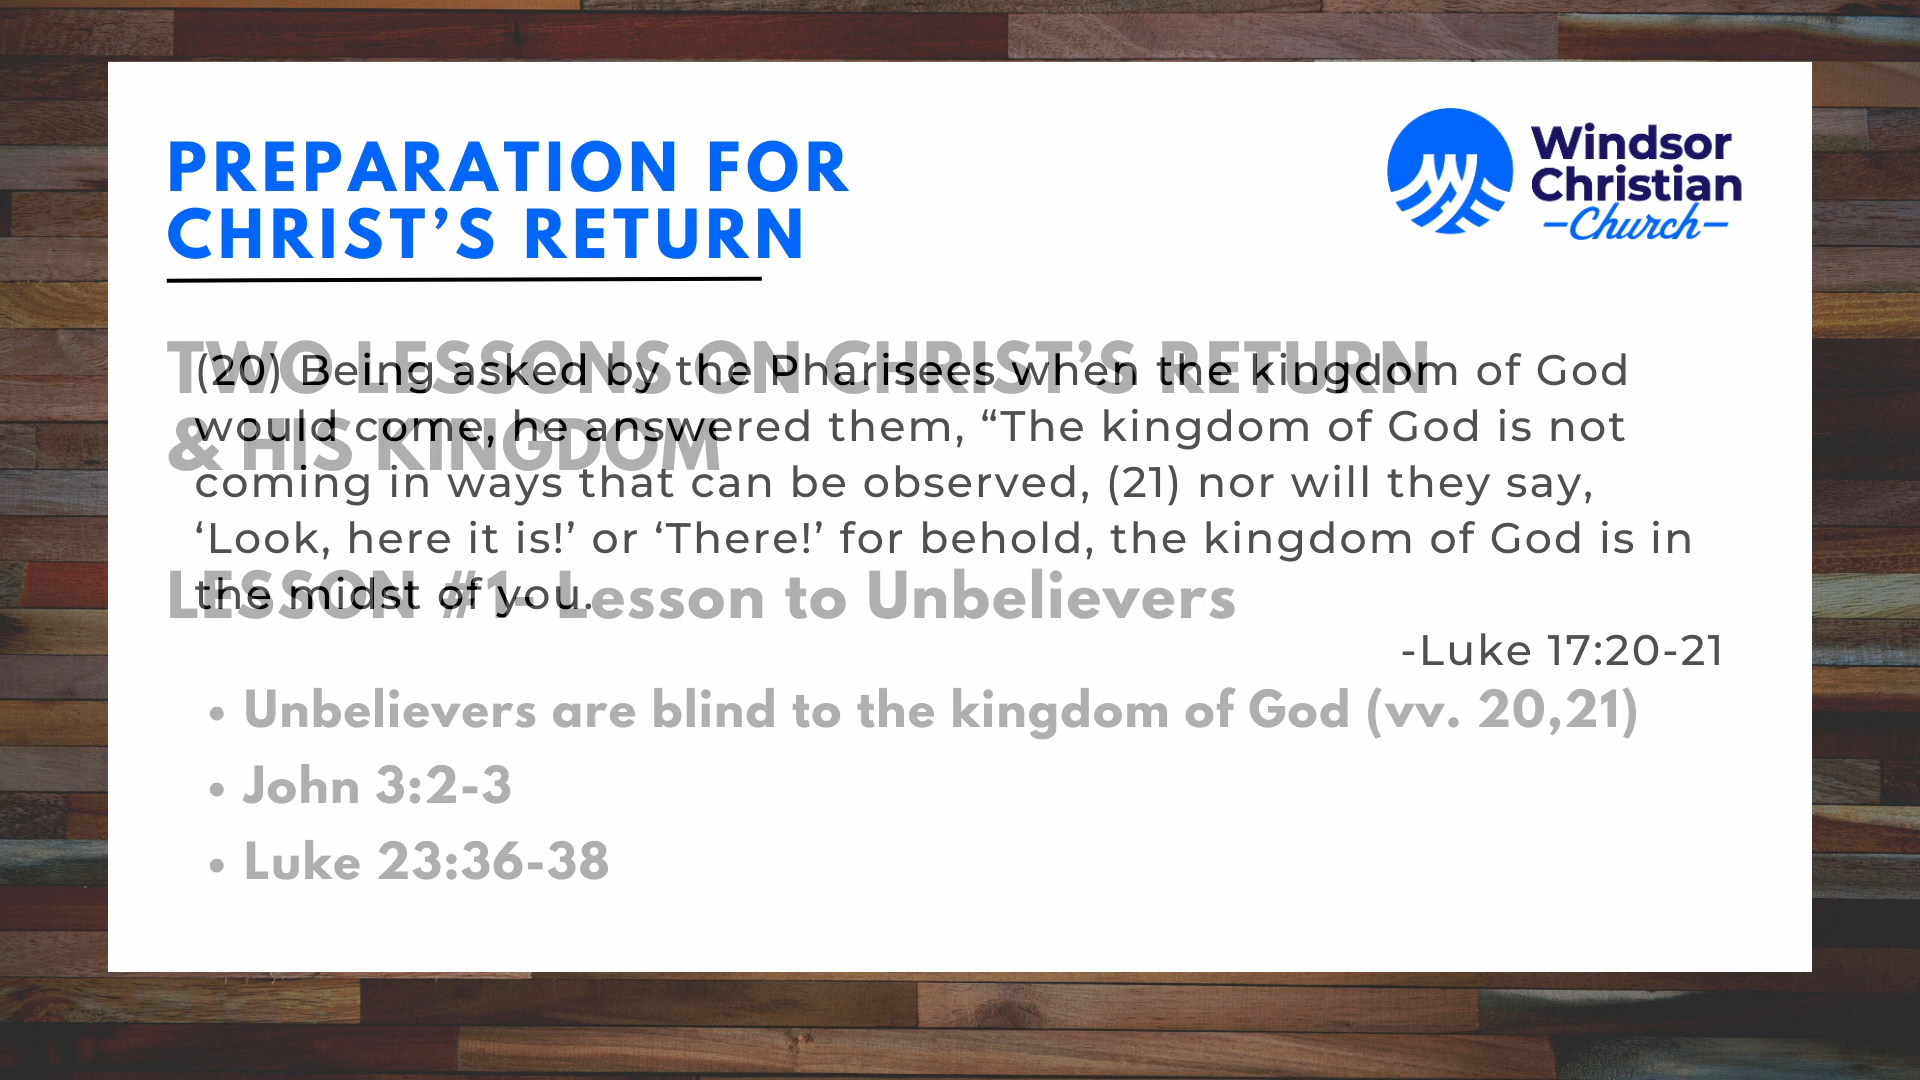 PREPARATION FOR
CHRIST’S RETURN
Windsor
Christian
-Church-
(20) Being asked by the Pharisees when the kingdom of God
would come, he answered them, “The kingdom of God is not
coming in ways that can be observed, (21) nor will they say,
‘Look, here it is!’ or ‘There!’ for behold, the kingdom of God is in
the midst of you.
-Luke 17:20-21
TWO LESSONS ON CHRIST’S RETURN
& HIS KINGDOM
LESSON #1- Lesson to Unbelievers
• Unbelievers are blind to the kingdom of God (vv. 20,21)
• John 3:2-3
• Luke 23:36-38